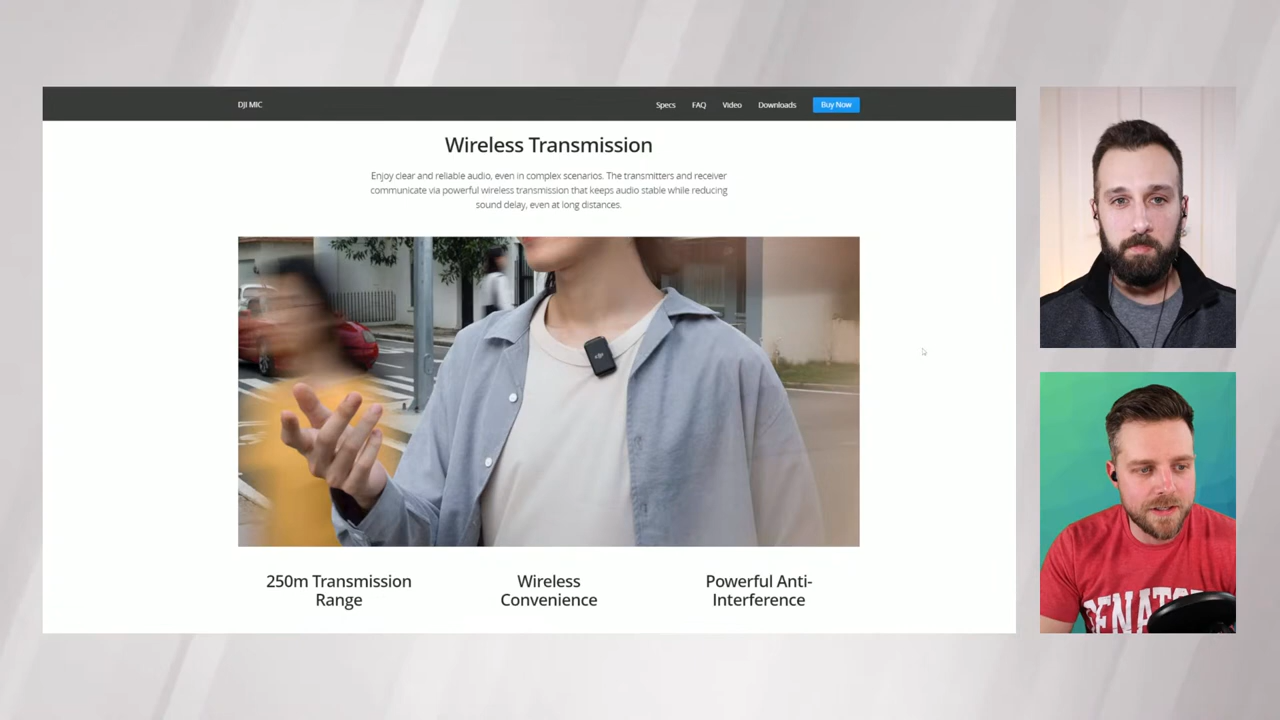 DJI MIC
Specs
FAQ
Video
Downloads
Buy Now
Wireless Transmission
Enjoy clear and reliable audio, even in complex scenarios. The transmitters and receiver
communicate via powerful wireless transmission that keeps audio stable while reducing
sound delay, even at long distances.
250m Transmission
Range
Wireless
Convenience
Powerful Anti-
Interference